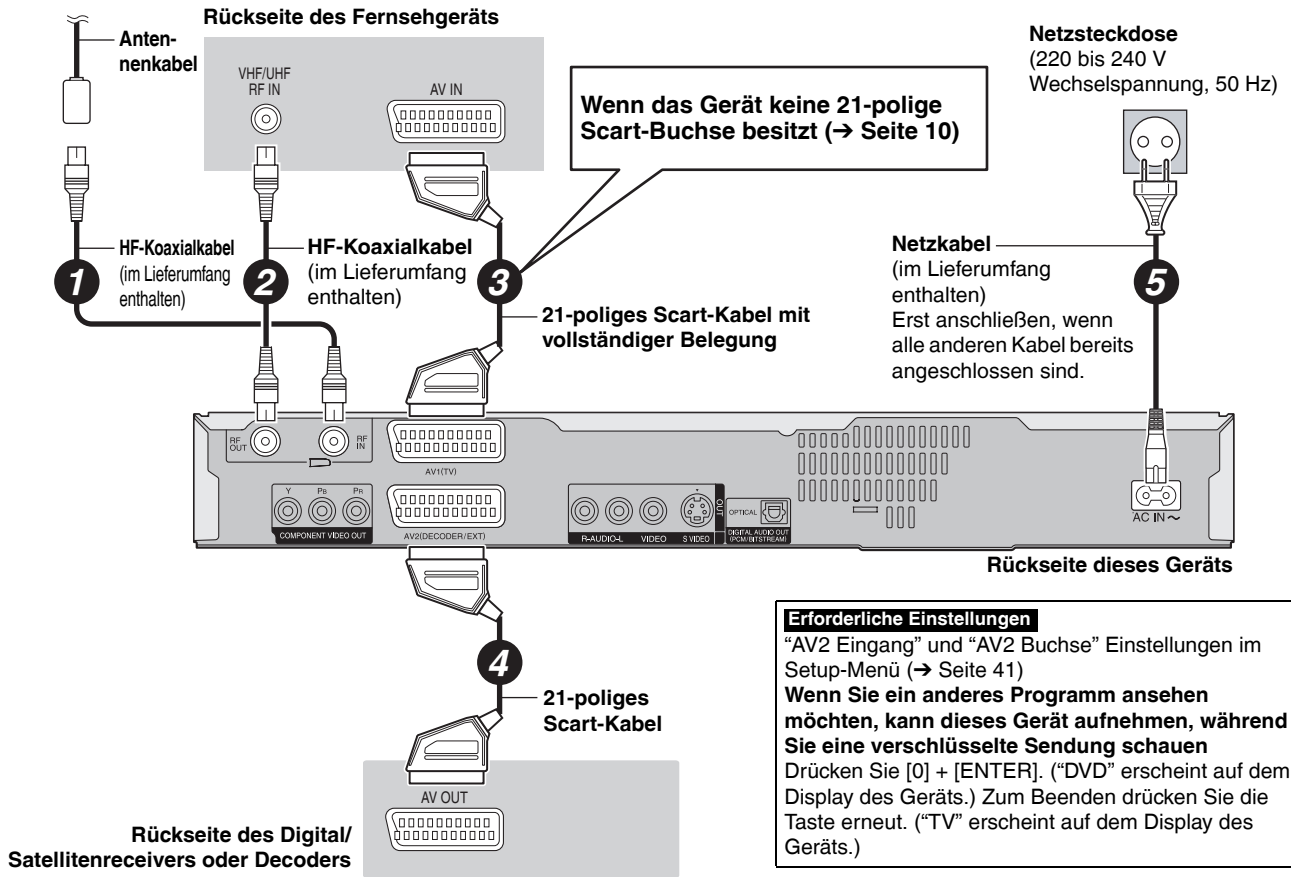 Rückseite des Fernsehgeräts
Anten-
nenkabel
VHF/UHF
RF IN
AV IN
Wenn das Gerät keine 21-polige
Scart-Buchse besitzt (➔ Seite 10)
Netzsteckdose
(220 bis 240 V
Wechselspannung, 50 Hz)
HF-Koaxialkabel
(im Lieferumfang
enthalten)
1
HF-Koaxialkabel
(im Lieferumfang
enthalten)
2
3
21-poliges Scart-Kabel mit
vollständiger Belegung
Netzkabel
(im Lieferumfang
enthalten)
Erst anschließen, wenn
alle anderen Kabel bereits
angeschlossen sind.
5
RF
OUT
RF
IN
AV1(TV)
Y PB PR
COMPONENT VIDEO OUT
AV2(DECODER/EXT)
R-AUDIO-L VIDEO S VIDEO
OUT
OPTICAL
DIGITAL AUDIO OUT
(PCM/BITSTREAM)
AC IN ~
Rückseite dieses Geräts
4
21-poliges
Scart-Kabel
AV OUT
Rückseite des Digital/
Satellitenreceivers oder Decoders
Erforderliche Einstellungen
“AV2 Eingang” und “AV2 Buchse” Einstellungen im
Setup-Menü (➔ Seite 41)
Wenn Sie ein anderes Programm ansehen
möchten, kann dieses Gerät aufnehmen, während
Sie eine verschlüsselte Sendung schauen
Drücken Sie [0] + [ENTER]. (“DVD” erscheint auf dem
Display des Geräts.) Zum Beenden drücken Sie die
Taste erneut. (“TV” erscheint auf dem Display des
Geräts.)